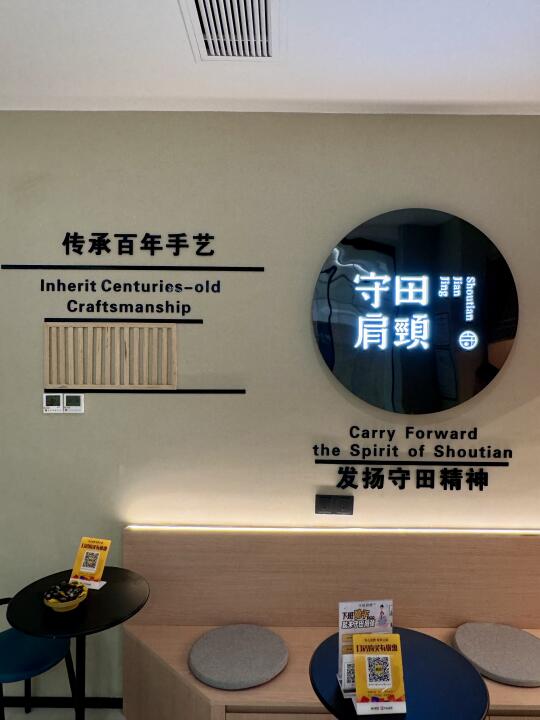 传承百年手艺
Inherit Centuries-old
Craftsmanship
守田
肩頸
Shoutian
Jian
Jing
Carry Forward
the Spirit of Shoutian
发扬守田精神